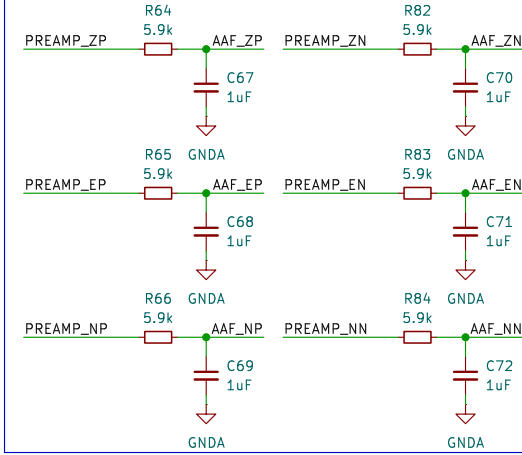 R64 R82
5.9k 5.9k
PREAMP_ZP AAF_ZP PREAMP_ZN AAF_ZN
C67 C70
1uF 1uF
GNDA GNDA
R65 R83
5.9k 5.9k
PREAMP_EP AAF_EP PREAMP_EN AAF_EN
C68 C71
1uF 1uF
GNDA GNDA
R66 R84
5.9k 5.9k
PREAMP_NP AAF_NP PREAMP_NN AAF_NN
C69 C72
1uF 1uF
GNDA GNDA